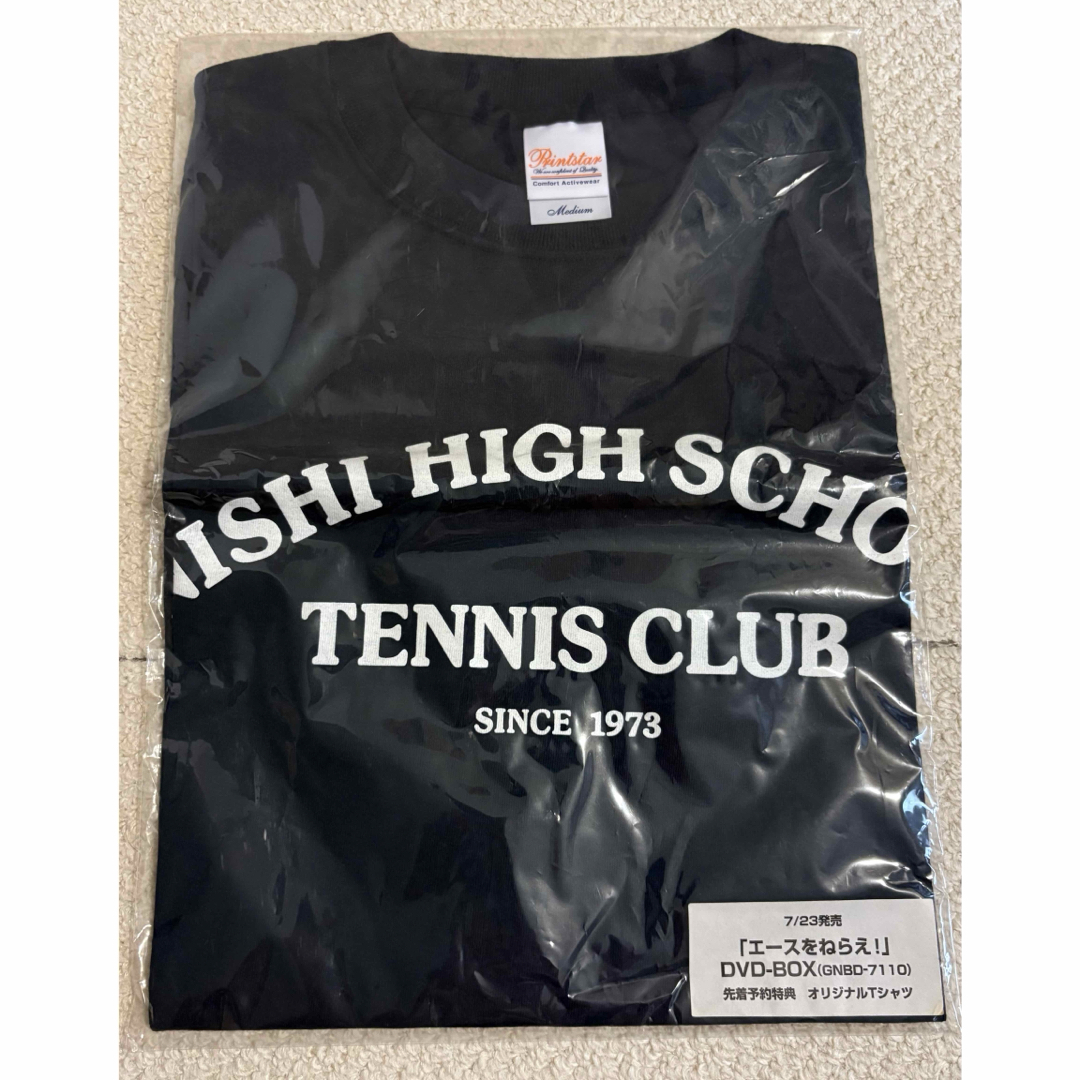 Printstar
Comfort Activewear
Medium
NISHI HIGH SCHO
TENNIS CLUB
SINCE 1973
7/23発売
「エースをねらえ!」
DVD-BOX(GNBD-7110)
先着予約特典 オリジナルTシャツ